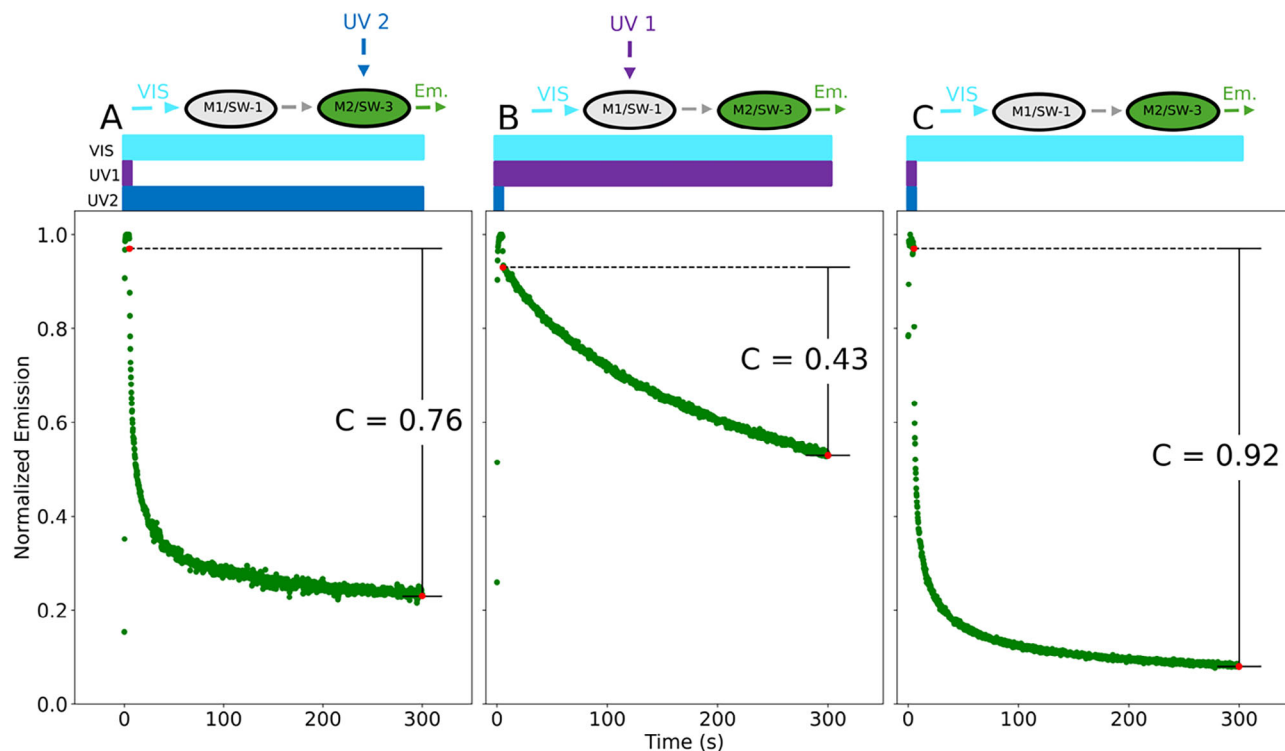 UV 2
UV 1
VIS
M1/SW-1
M2/SW-3
Em.
VIS
M1/SW-1
M2/SW-3
Em.
VIS
M1/SW-1
M2/SW-3
Em.
A
B
C
VIS
UV1
UV2
1.0
0.8
0.6
0.4
0.2
0.0
Normalized Emission
C = 0.76
C = 0.43
C = 0.92
0
100
200
300
0
100
200
300
0
100
200
300
Time (s)